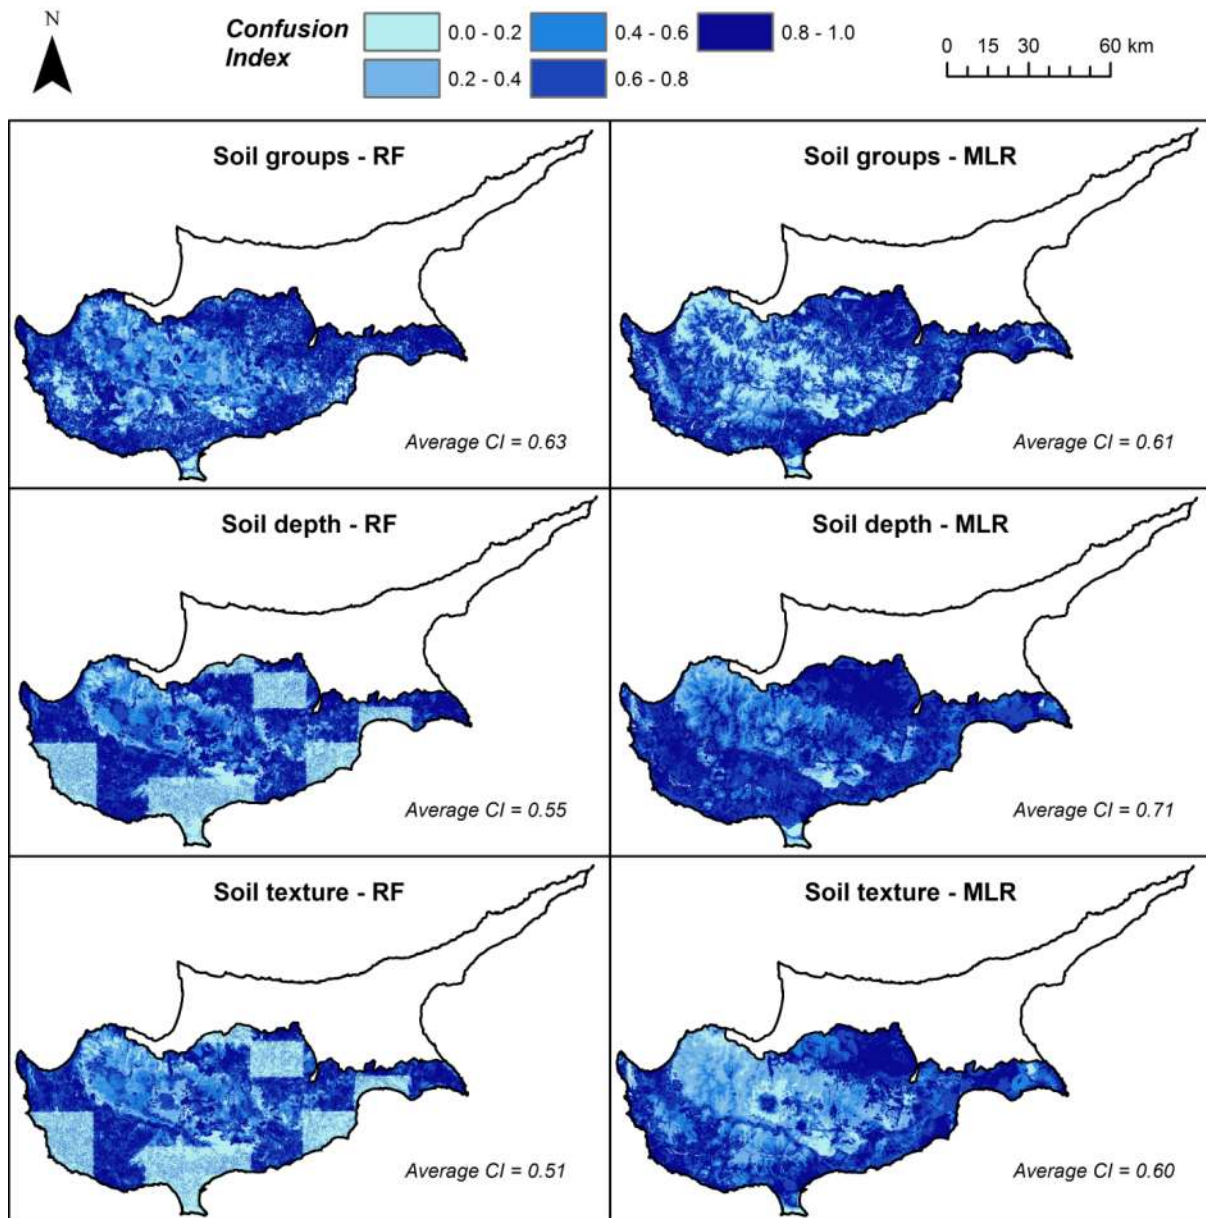 N
Confusion
Index
0.0 - 0.2
0.4 - 0.6
0.8 - 1.0
0.2 - 0.4
0.6 - 0.8
0 15 30 60 km
Soil groups - RF
Average CI = 0.63
Soil groups - MLR
Average CI = 0.61
Soil depth - RF
Average CI = 0.55
Soil depth - MLR
Average CI = 0.71
Soil texture - RF
Average CI = 0.51
Soil texture - MLR
Average CI = 0.60